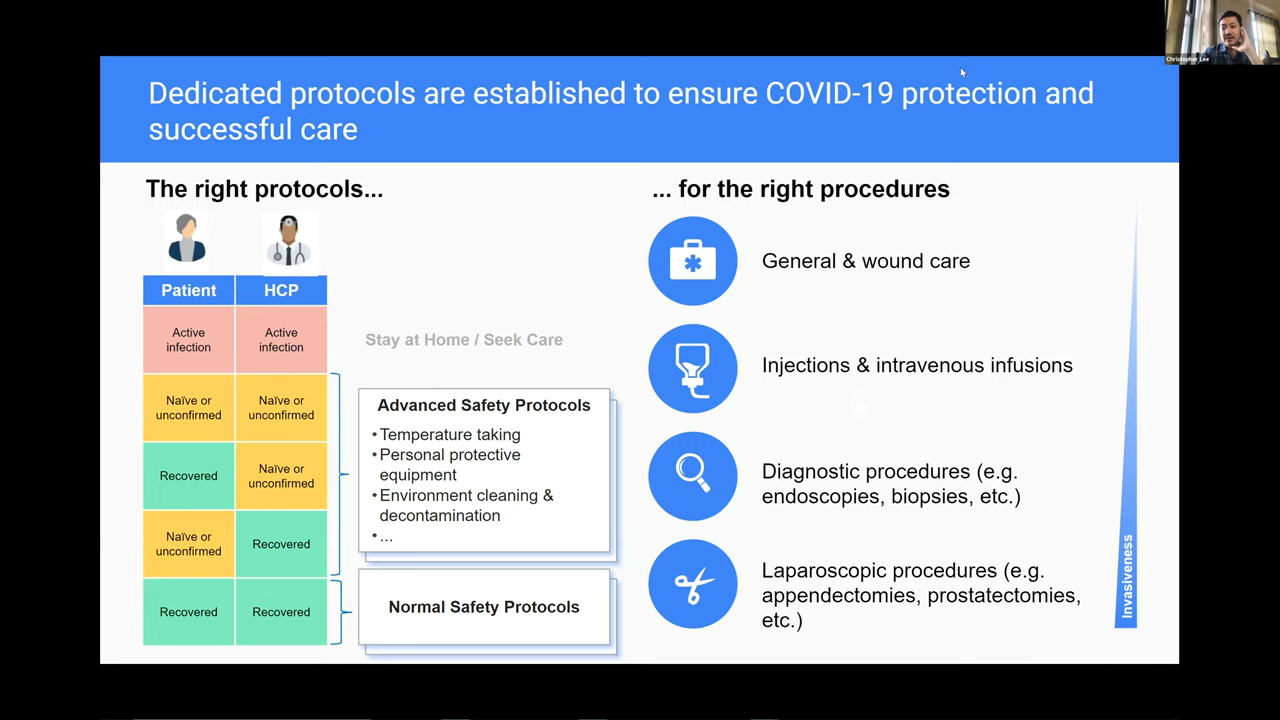 Christopher Lee
Dedicated protocols are established to ensure COVID-19 protection and
successful care
The right protocols...
Patient HCP
Active
infection
Active
infection
Naïve or
unconfirmed
Naïve or
unconfirmed
Recovered
Naïve or
unconfirmed
Naïve or
unconfirmed
Recovered
Recovered
Recovered
Stay at Home / Seek Care
Advanced Safety Protocols
•Temperature taking
•Personal protective
equipment
•Environment cleaning &
decontamination
•...
Normal Safety Protocols
... for the right procedures
General & wound care
Injections & intravenous infusions
Diagnostic procedures (e.g.
endoscopies, biopsies, etc.)
Laparoscopic procedures (e.g.
appendectomies, prostatectomies,
etc.)
Invasiveness